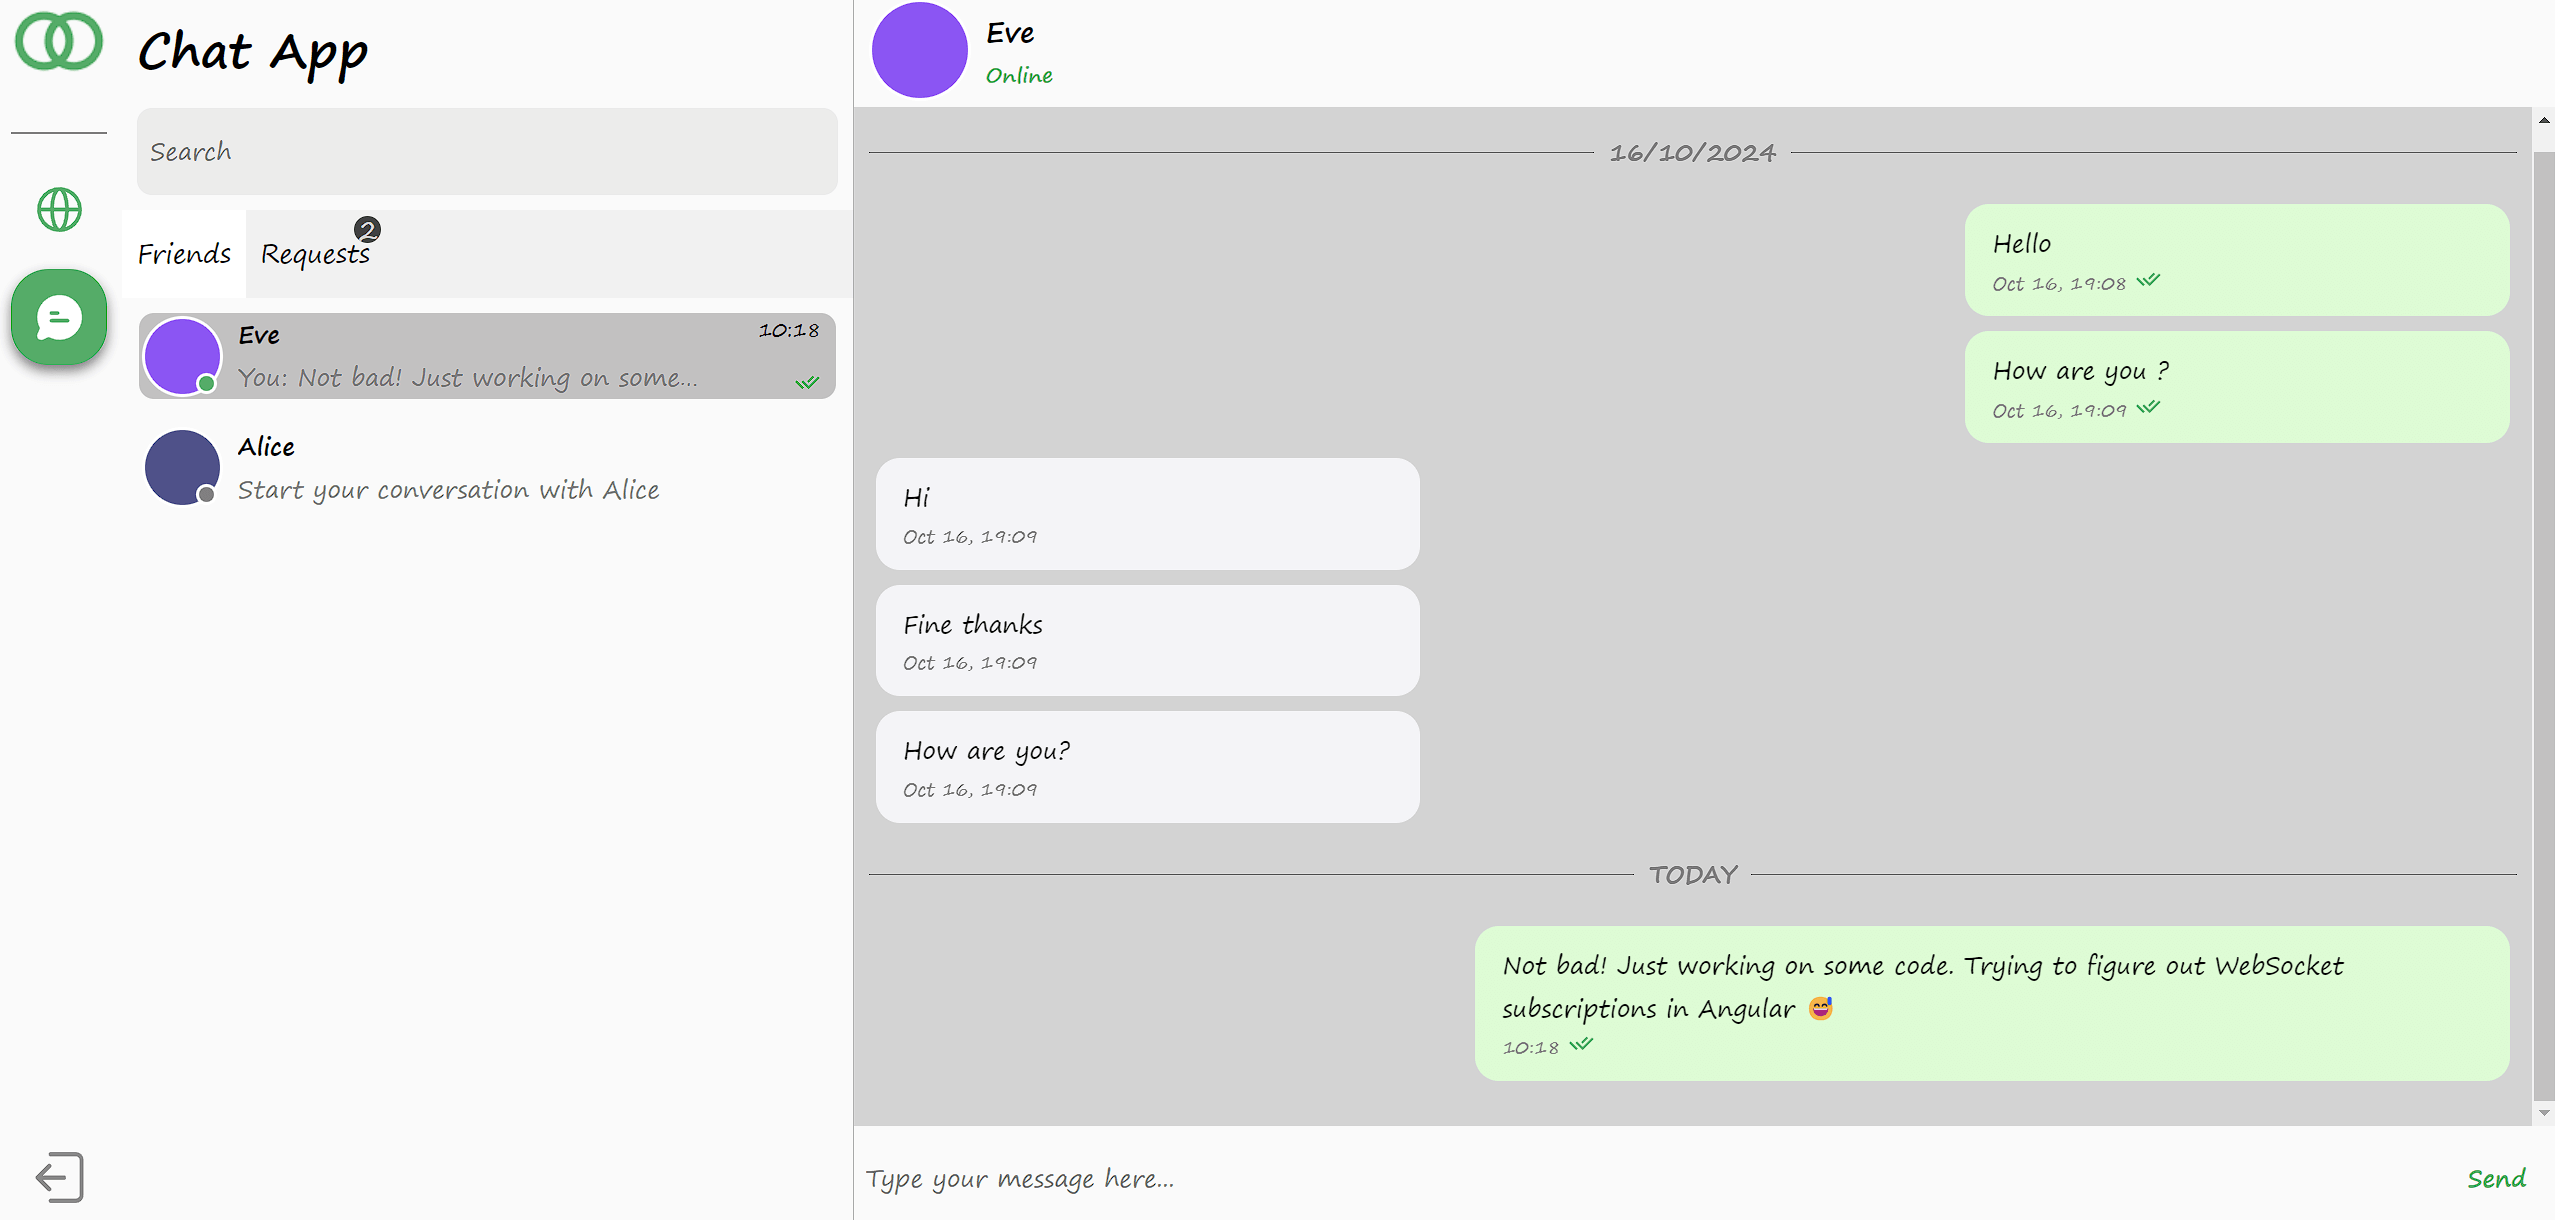 Chat App
Search
Friends
Requests
2
Eve
10:18
You: Not bad! Just working on some...
Alice
Start your conversation with Alice
Eve
Online
16/10/2024
Hello
Oct 16, 19:08
How are you ?
Oct 16, 19:09
Hi
Oct 16, 19:09
Fine thanks
Oct 16, 19:09
How are you?
Oct 16, 19:09
TODAY
Not bad! Just working on some code. Trying to figure out WebSocket
subscriptions in Angular 😅
10:18
Type your message here...
Send